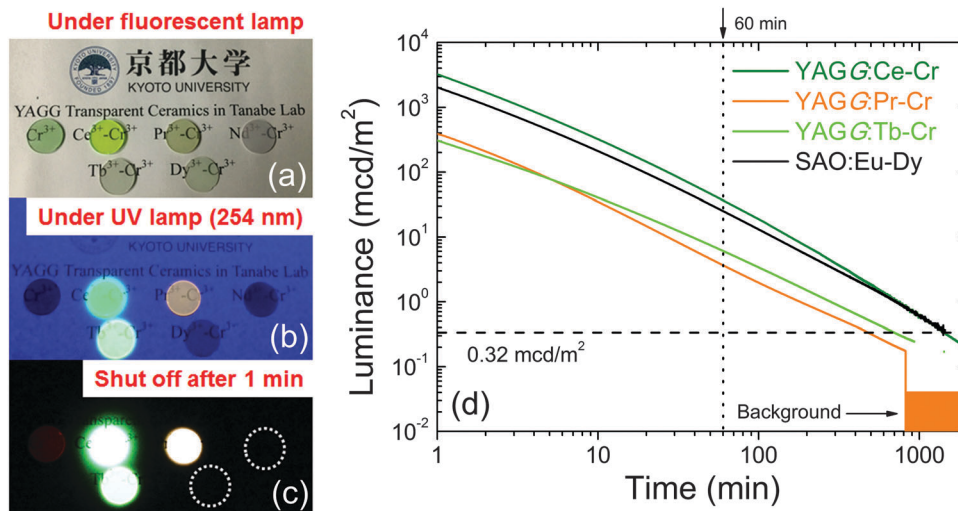 Under fluorescent lamp
京都大学
KYOTO UNIVERSITY
YAGG Transparent Ceramics in Tanabe Lab
Cr³⁺ Ce³⁺-Cr³⁺ Pr³⁺-Cr³⁺ Nd³⁺-Cr³⁺
Tb³⁺-Cr³⁺ Dy³⁺-Cr³⁺
(a)
Under UV lamp (254 nm)
KYOTO UNIVERSITY
YAGG Transparent Ceramics in Tanabe Lab
Cr³⁺ Ce³⁺-Cr³⁺ Pr³⁺-Cr³⁺ Nd³⁺-Cr³⁺
Tb³⁺-Cr³⁺ Dy³⁺-Cr³⁺
(b)
Shut off after 1 min
(c)
60 min
YAGG:Ce-Cr
YAGG:Pr-Cr
YAGG:Tb-Cr
SAO:Eu-Dy
Luminance (mcd/m²)
10⁴
10³
10²
10¹
10⁰
10⁻¹
10⁻²
0.32 mcd/m²
(d)
Background
1 10 100 1000
Time (min)